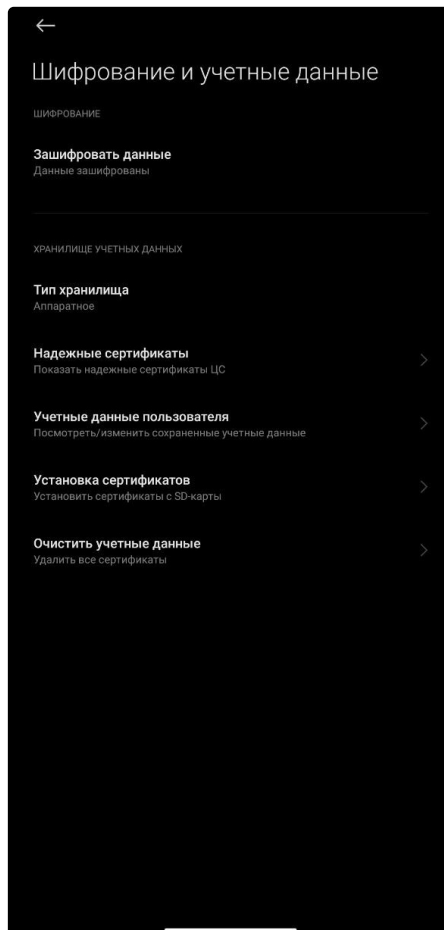 Шифрование и учетные данные
ШИФРОВАНИЕ
Зашифровать данные
Данные зашифрованы
ХРАНИЛИЩЕ УЧЕТНЫХ ДАННЫХ
Тип хранилища
Аппаратное
Надежные сертификаты
Показать надежные сертификаты ЦС
Учетные данные пользователя
Посмотреть/изменить сохраненные учетные данные
Установка сертификатов
Установить сертификаты с SD-карты
Очистить учетные данные
Удалить все сертификаты